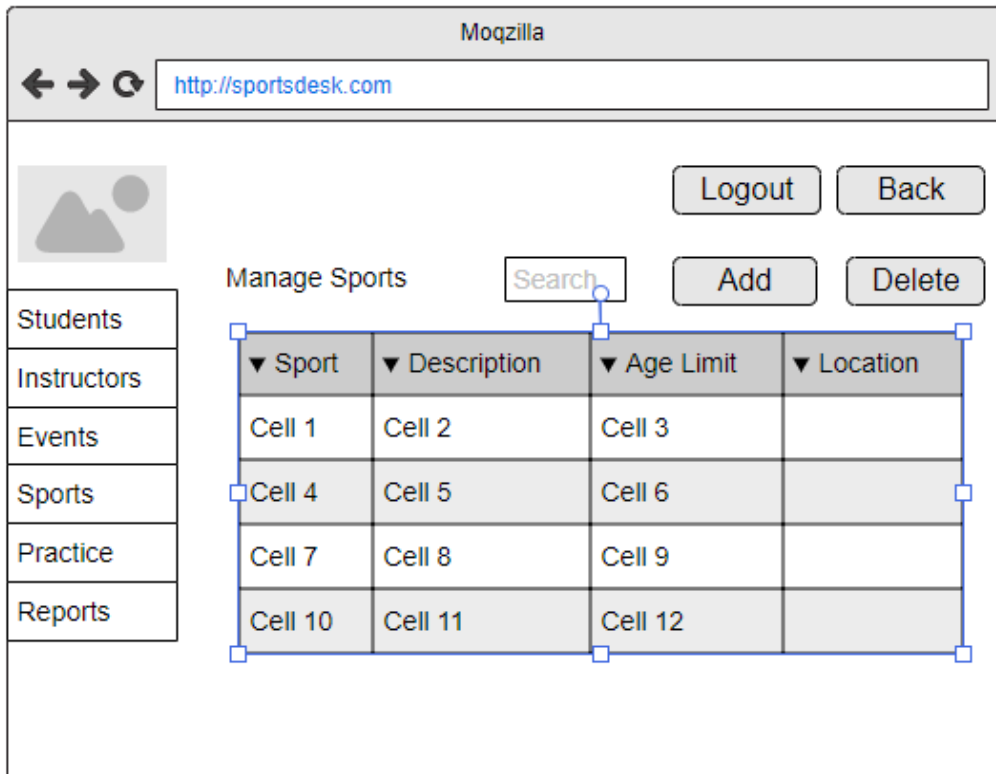 Moqzilla
http://sportsdesk.com
Logout Back
Manage Sports Search Add Delete
Students
Instructors
Events
Sports
Practice
Reports
▼ Sport ▼ Description ▼ Age Limit ▼ Location
Cell 1 Cell 2 Cell 3
Cell 4 Cell 5 Cell 6
Cell 7 Cell 8 Cell 9
Cell 10 Cell 11 Cell 12